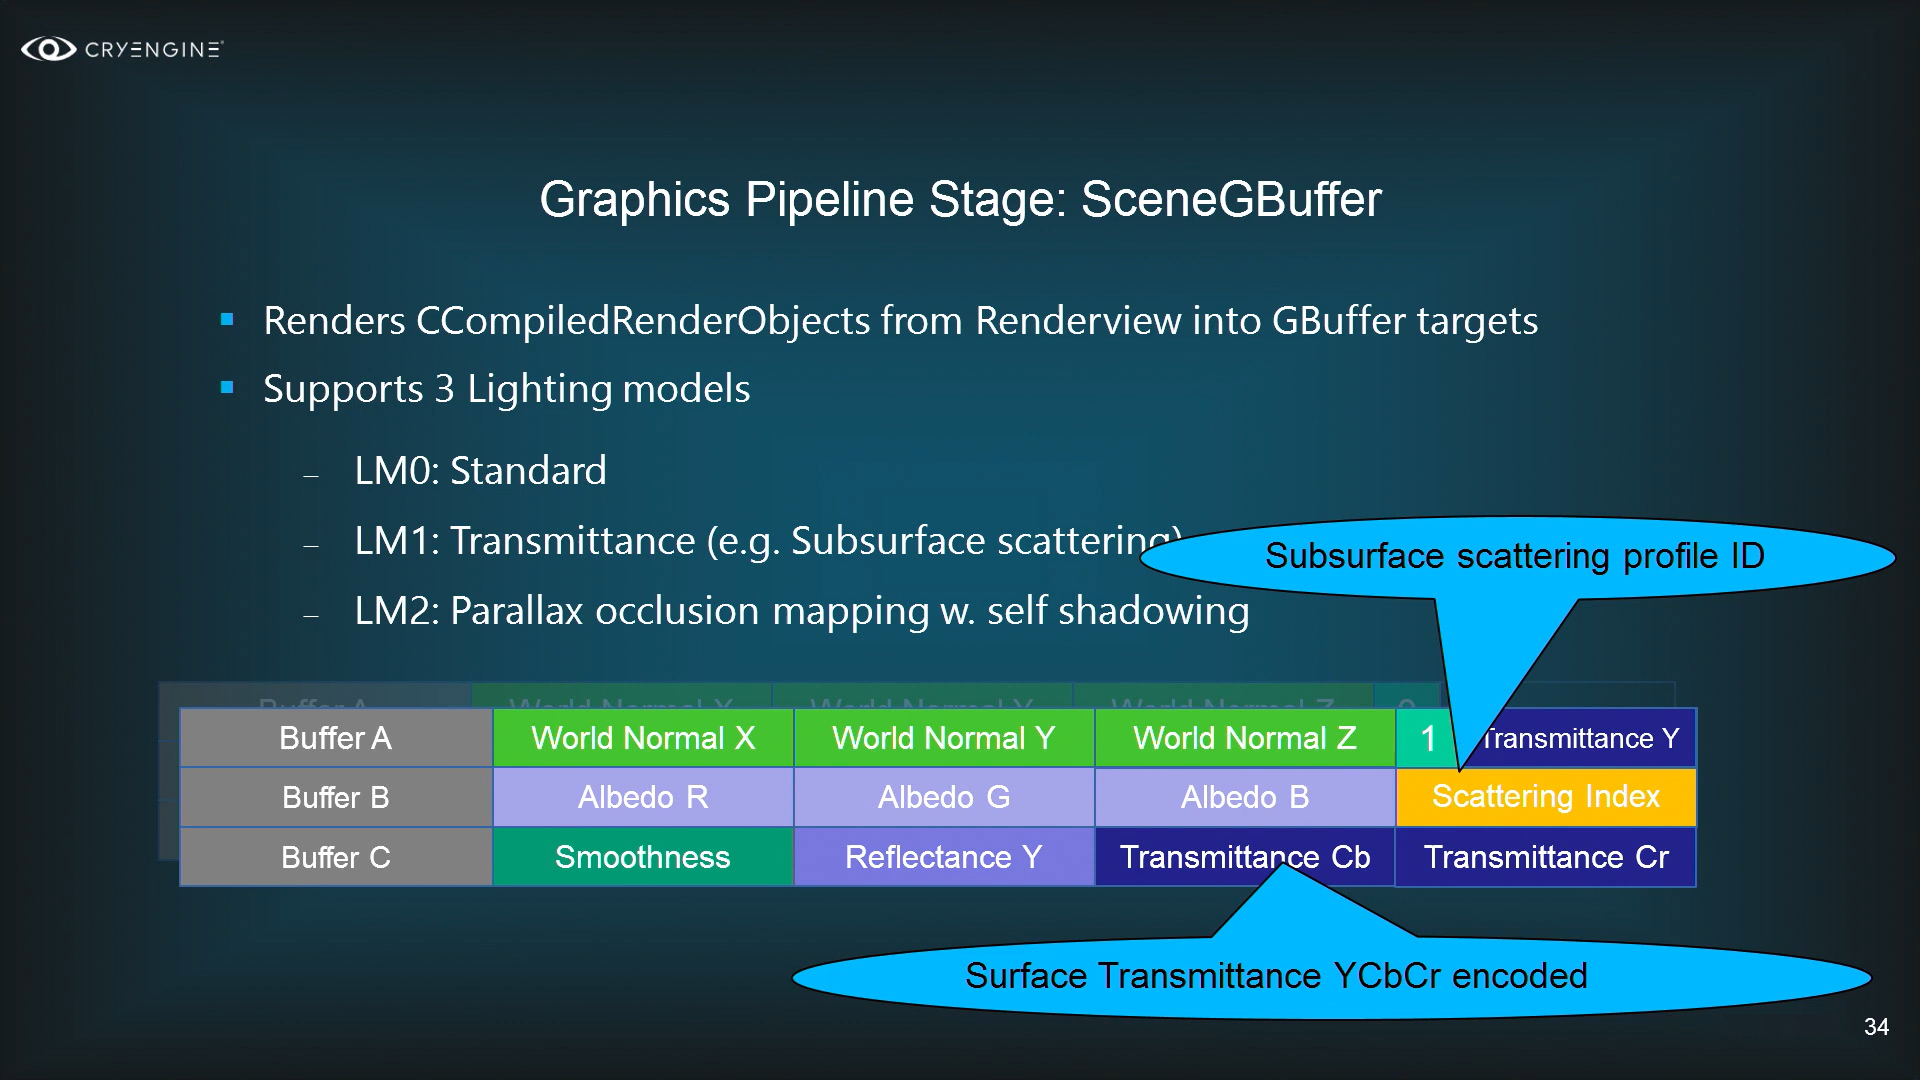 CRYENGINE
Graphics Pipeline Stage: SceneGBuffer
Renders CCompiledRenderObjects from Renderview into GBuffer targets
Supports 3 Lighting models
– LM0: Standard
– LM1: Transmittance (e.g. Subsurface scattering)
– LM2: Parallax occlusion mapping w. self shadowing
Subsurface scattering profile ID
Buffer A World Normal X World Normal Y World Normal Z 0
Buffer A World Normal X World Normal Y World Normal Z 1 Transmittance Y
Buffer B Albedo R Albedo G Albedo B Scattering Index
Buffer C Smoothness Reflectance Y Transmittance Cb Transmittance Cr
Surface Transmittance YCbCr encoded
34